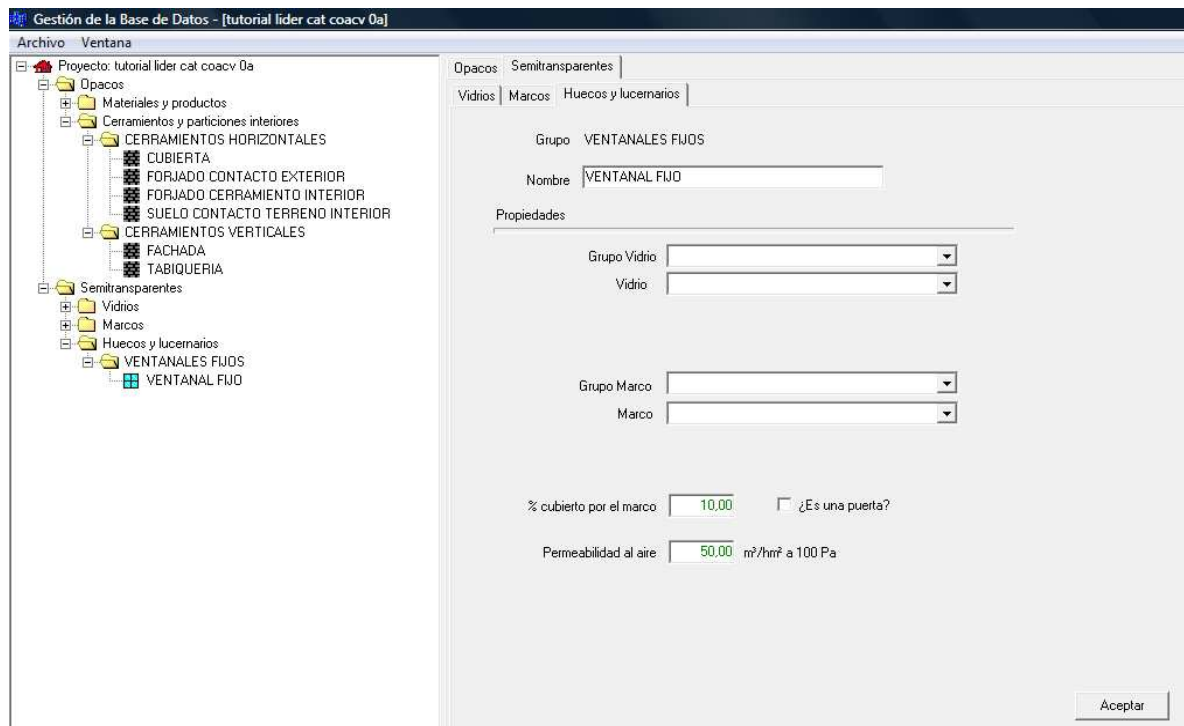 Gestión de la Base de Datos - [tutorial lider cat coacv 0a]
Archivo Ventana
Proyecto: tutorial lider cat coacv 0a
Opacos
Materiales y productos
Cerramientos y particiones interiores
CERRAMIENTOS HORIZONTALES
CUBIERTA
FORJADO CONTACTO EXTERIOR
FORJADO CERRAMIENTO INTERIOR
SUELO CONTACTO TERRENO INTERIOR
CERRAMIENTOS VERTICALES
FACHADA
TABIQUERIA
Semitransparentes
Vidrios
Marcos
Huecos y lucernarios
VENTANALES FIJOS
VENTANAL FIJO
Opacos Semitransparentes
Vidrios Marcos Huecos y lucernarios
Grupo VENTANALES FIJOS
Nombre VENTANAL FIJO
Propiedades
Grupo Vidrio
Vidrio
Grupo Marco
Marco
% cubierto por el marco 10,00 ¿Es una puerta?
Permeabilidad al aire 50,00 m³/hm² a 100 Pa
Aceptar